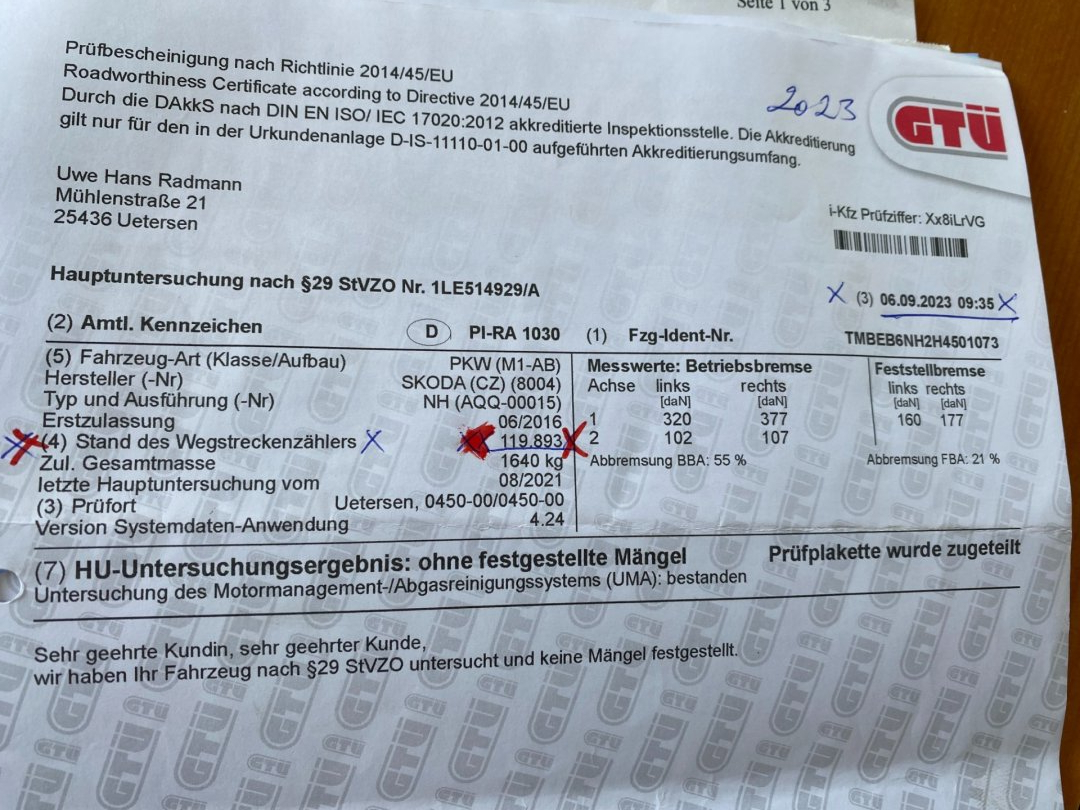 Seite 1 von 3
Prüfbescheinigung nach Richtlinie 2014/45/EU
Roadworthiness Certificate according to Directive 2014/45/EU
Durch die DAkkS nach DIN EN ISO/ IEC 17020:2012 akkreditierte Inspektionsstelle. Die Akkreditierung
gilt nur für den in der Urkundenanlage D-IS-11110-01-00 aufgeführten Akkreditierungsumfang.
2023
GTÜ
Uwe Hans Radmann
Mühlenstraße 21
25436 Uetersen
i-Kfz Prüfziffer: Xx8iLrVG
Hauptuntersuchung nach §29 StVZO Nr. 1LE514929/A
X (3) 06.09.2023 09:35 X
(2) Amtl. Kennzeichen D PI-RA 1030 (1) Fzg-Ident-Nr. TMBEB6NH2H4501073
(5) Fahrzeug-Art (Klasse/Aufbau) PKW (M1-AB)
Hersteller (-Nr) SKODA (CZ) (8004)
Typ und Ausführung (-Nr) NH (AQQ-00015)
Erstzulassung 06/2016
X (4) Stand des Wegstreckenzählers X X 119.893 X
Zul. Gesamtmasse 1640 kg
letzte Hauptuntersuchung vom 08/2021
(3) Prüfort Uetersen, 0450-00/0450-00
Version Systemdaten-Anwendung 4.24
Messwerte: Betriebsbremse
Achse links rechts
[daN] [daN]
1 320 377
2 102 107
Abbremsung BBA: 55 %
Feststellbremse
links rechts
[daN] [daN]
160 177
Abbremsung FBA: 21 %
(7) HU-Untersuchungsergebnis: ohne festgestellte Mängel Prüfplakette wurde zugeteilt
Untersuchung des Motormanagement-/Abgasreinigungssystems (UMA): bestanden
Sehr geehrte Kundin, sehr geehrter Kunde,
wir haben Ihr Fahrzeug nach §29 StVZO untersucht und keine Mängel festgestellt.